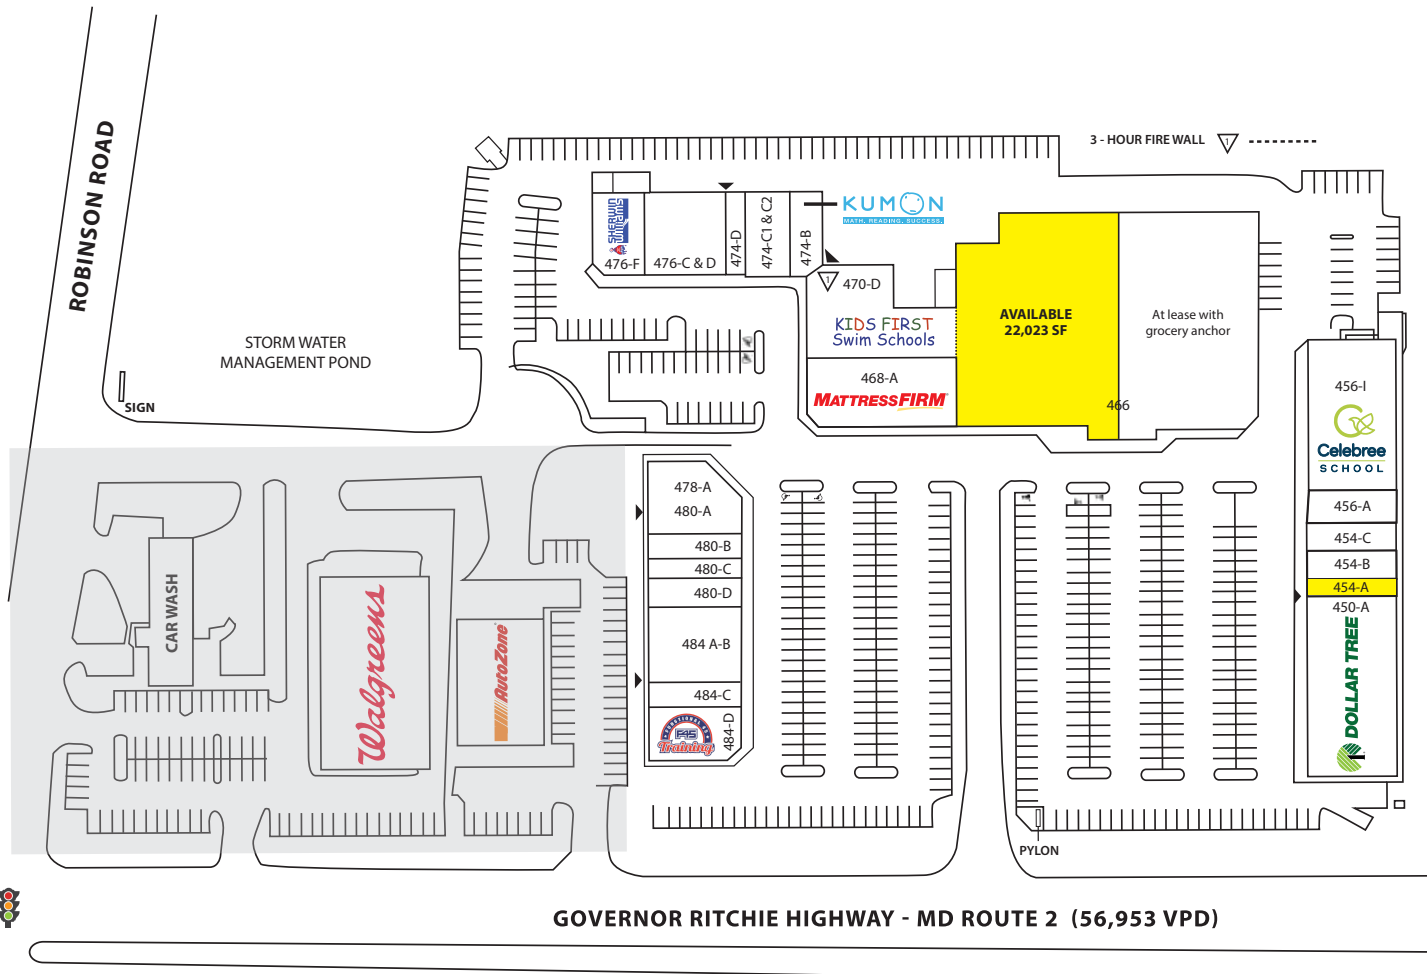 3 - HOUR FIRE WALL
1
ROBINSON ROAD
SHERWIN
WILLIAMS
476-F
476-C & D
474-D
474-C1 & C2
474-B
KUMON
MATH. READING. SUCCESS.
1
470-D
KIDS FIRST
Swim Schools
468-A
MATTRESSFIRM
AVAILABLE
22,023 SF
At lease with
grocery anchor
466
STORM WATER
MANAGEMENT POND
SIGN
456-I
Celebree
SCHOOL
456-A
454-C
454-B
454-A
450-A
DOLLAR TREE
478-A
480-A
480-B
480-C
480-D
484 A-B
484-C
484-D
F45
Training
CAR WASH
Walgreens
AutoZone
PYLON
GOVERNOR RITCHIE HIGHWAY - MD ROUTE 2 (56,953 VPD)